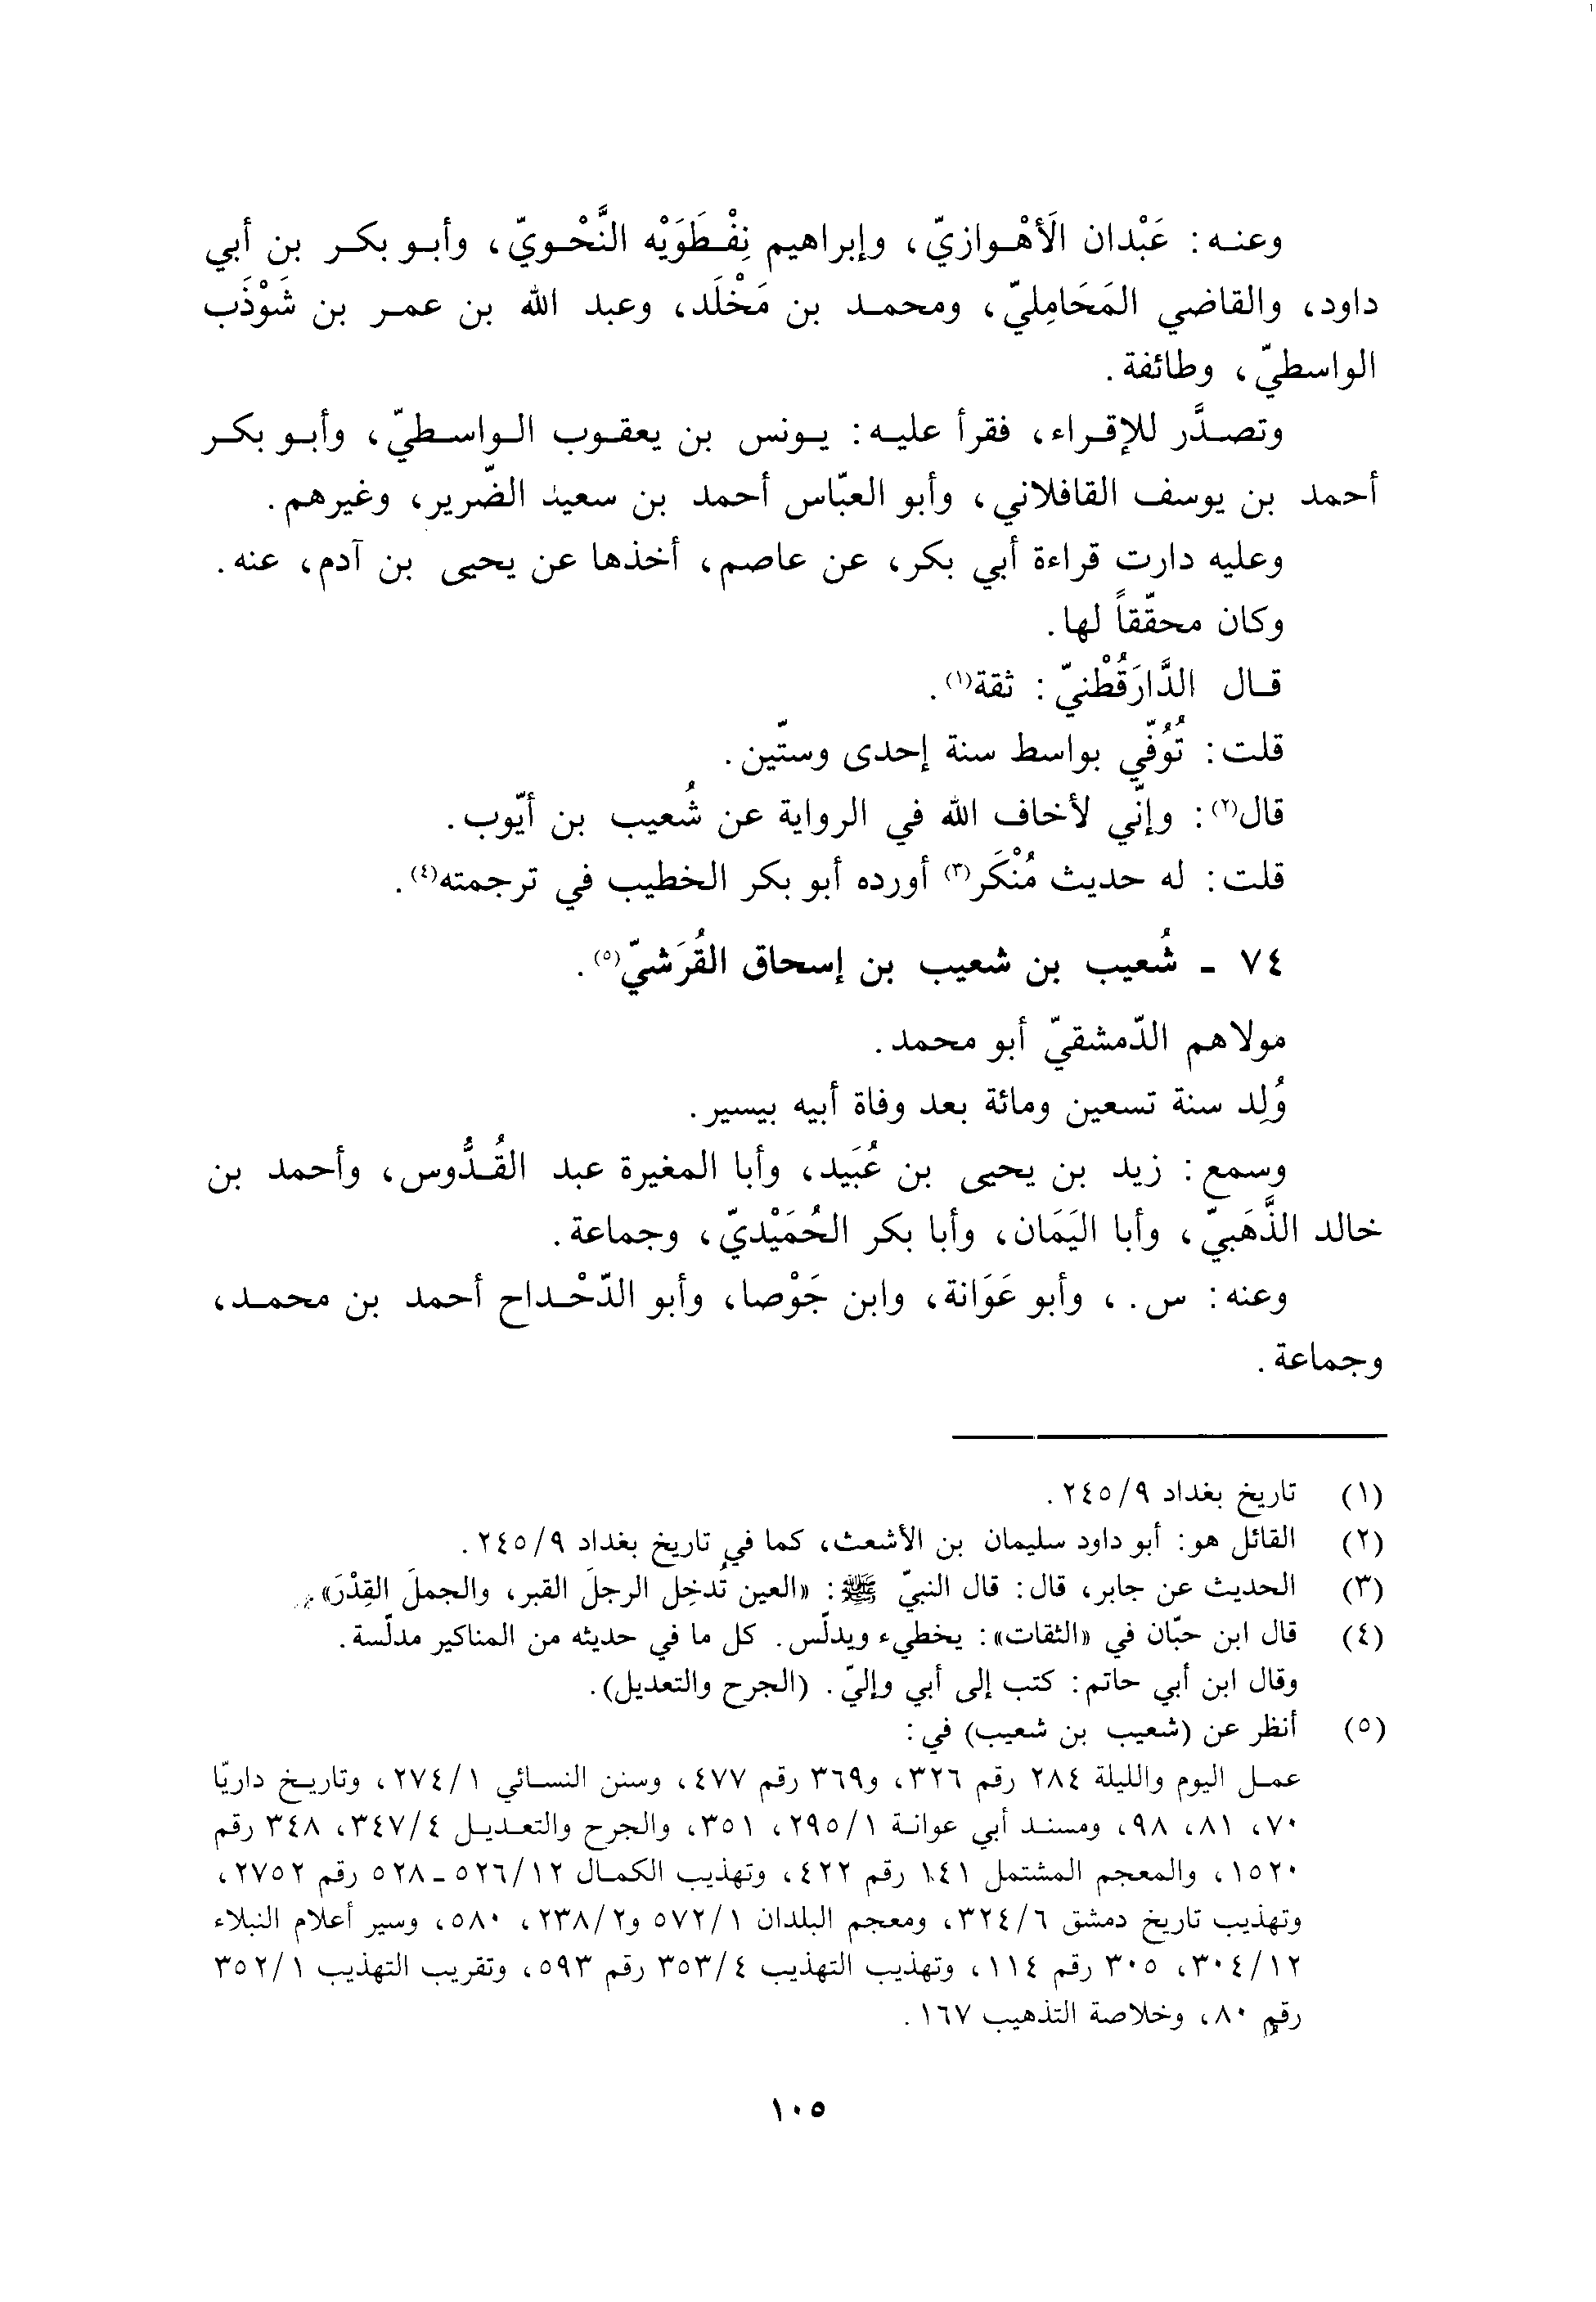 وعنه: عَبْدان الَأهْوازيّ، وإبراهيم نِفْطَوَيْه النَّحْويّ، وأبو بكر بن أبي
داود، والقاضي المَحَامِليّ، ومحمد بن مَخْلَد، وعبد الله بن عمر بن شَوْذَب
الواسطيّ، وطائفة.
وتصدَّر للإقراء، فقرأ عليه: يونس بن يعقوب الواسطيّ، وأبو بكر
أحمد بن يوسف القافلاني، وأبو العبّاس أحمد بن سعيد الضّرير، وغيرهم.
وعليه دارت قراءة أبي بكر، عن عاصم، أخذها عن يحيى بن آدم، عنه.
وكان محقّقاً لها.
قال الدَّارَقُطْنيّ: ثقة(١).
قلت: تُوُفّي بواسط سنة إحدى وستّين.
قال(٢): وإنّي لأخاف الله في الرواية عن شُعيب بن أيّوب.
قلت: له حديث مُنْكَر(٣) أورده أبو بكر الخطيب في ترجمته(٤).
٧٤ - شُعيب بن شعيب بن إسحاق القُرَشيّ(٥).
مولاهم الدّمشقيّ أبو محمد.
وُلِد سنة تسعين ومائة بعد وفاة أبيه بيسير.
وسمع: زيد بن يحيى بن عُبَيد، وأبا المغيرة عبد القُدُّوس، وأحمد بن
خالد الذَّهَبيّ، وأبا اليَمَان، وأبا بكر الحُمَيْديّ، وجماعة.
وعنه: س.، وأبو عَوَانة، وابن جَوْصا، وأبو الدّحْداح أحمد بن محمد،
وجماعة.
(١) تاريخ بغداد ٢٤٥/٩.
(٢) القائل هو: أبو داود سليمان بن الأشعث، كما في تاريخ بغداد ٢٤٥/٩.
(٣) الحديث عن جابر، قال: قال النبيّ ﷺ: «العين تُدخِل الرجلَ القبر، والجملَ القِدْرَ».
(٤) قال ابن حبّان في «الثقات»: يخطيء ويدلّس. كل ما في حديثه من المناكير مدلّسة.
وقال ابن أبي حاتم: كتب إلى أبي وإليّ. (الجرح والتعديل).
(٥) أنظر عن (شعيب بن شعيب) في:
عمل اليوم والليلة ٢٨٤ رقم ٣٢٦، و٣٦٩ رقم ٤٧٧، وسنن النسائي ٢٧٤/١، وتاريخ داريّا
٧٠، ٨١، ٩٨، ومسند أبي عوانة ٢٩٥/١، ٣٥١، والجرح والتعديل ٣٤٧/٤، ٣٤٨ رقم
١٥٢٠، والمعجم المشتمل ١٤١ رقم ٤٢٢، وتهذيب الكمال ٥٢٦/١٢ - ٥٢٨ رقم ٢٧٥٢،
وتهذيب تاريخ دمشق ٣٢٤/٦، ومعجم البلدان ٥٧٢/١ و٢٣٨/٢، ٥٨٠، وسير أعلام النبلاء
٣٠٤/١٢، ٣٠٥ رقم ١١٤، وتهذيب التهذيب ٣٥٣/٤ رقم ٥٩٣، وتقريب التهذيب ٣٥٢/١
رقم ٨٠، وخلاصة التذهيب ١٦٧.
١٠٥